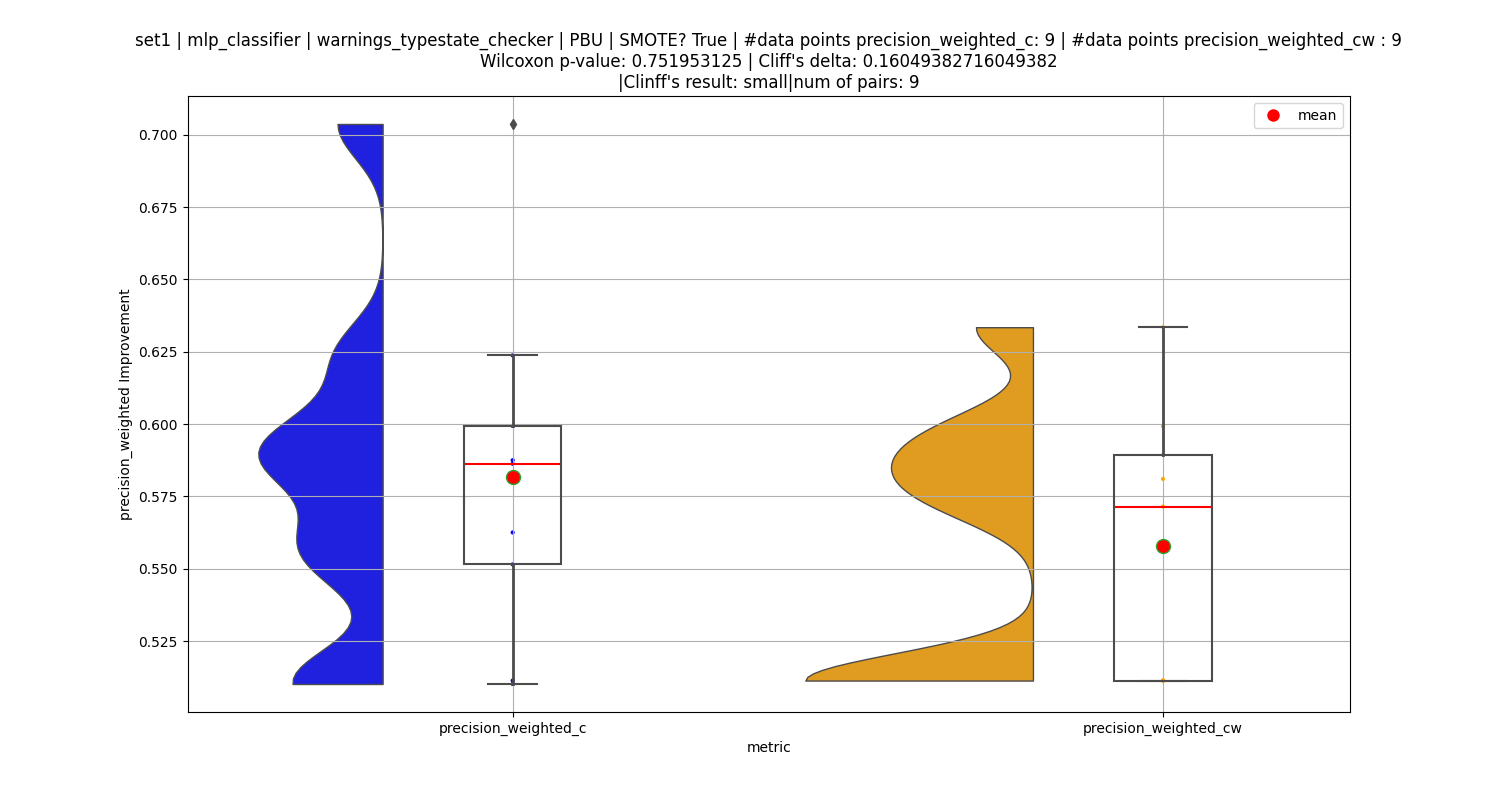 set1 | mlp_classifier | warnings_typestate_checker | PBU | SMOTE? True | #data points precision_weighted_c: 9 | #data points precision_weighted_cw : 9
Wilcoxon p-value: 0.751953125 | Cliff's delta: 0.16049382716049382
|Clinff's result: small|num of pairs: 9
mean
0.700
0.675
0.650
0.625
0.600
0.575
0.550
0.525
precision_weighted Improvement
precision_weighted_c
precision_weighted_cw
metric